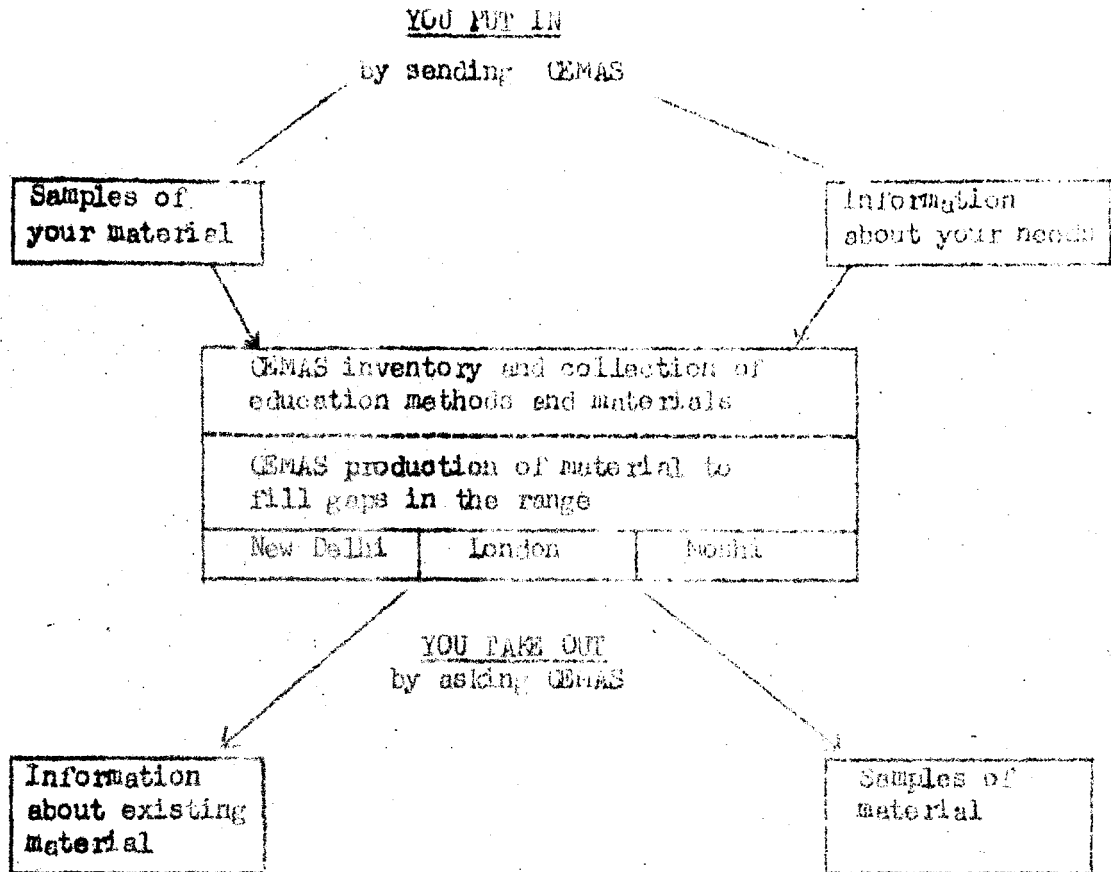 YOU PUT IN
by sending CEMAS
Samples of
your material
Information
about your needs
CEMAS inventory and collection of
education methods and materials
CEMAS production of material to
fill gaps in the range
New Delhi
London
Moshi
YOU TAKE OUT
by asking CEMAS
Information
about existing
material
Samples of
material